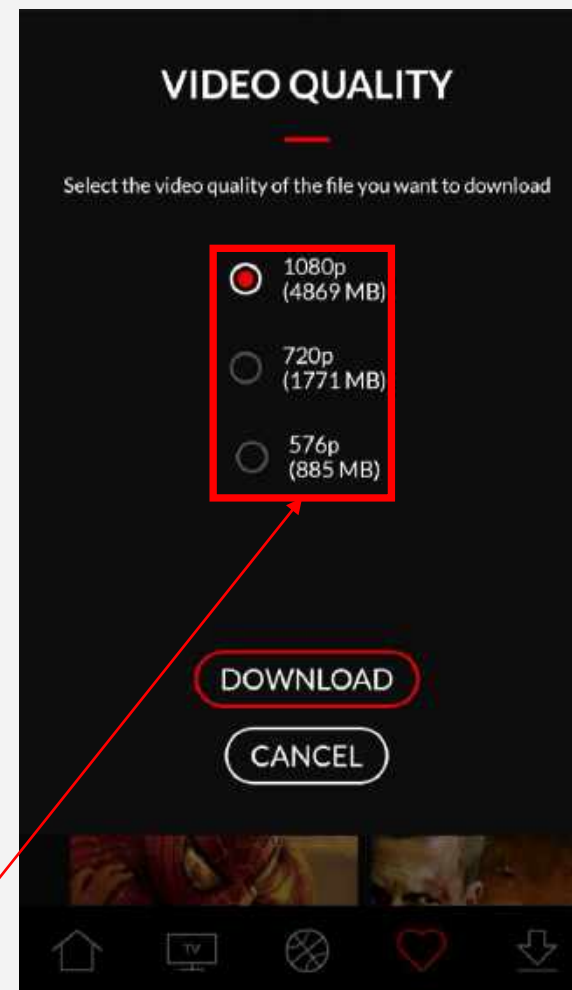 VIDEO QUALITY
Select the video quality of the file you want to download
1080p
(4869 MB)
720p
(1771 MB)
576p
(885 MB)
DOWNLOAD
CANCEL
TV